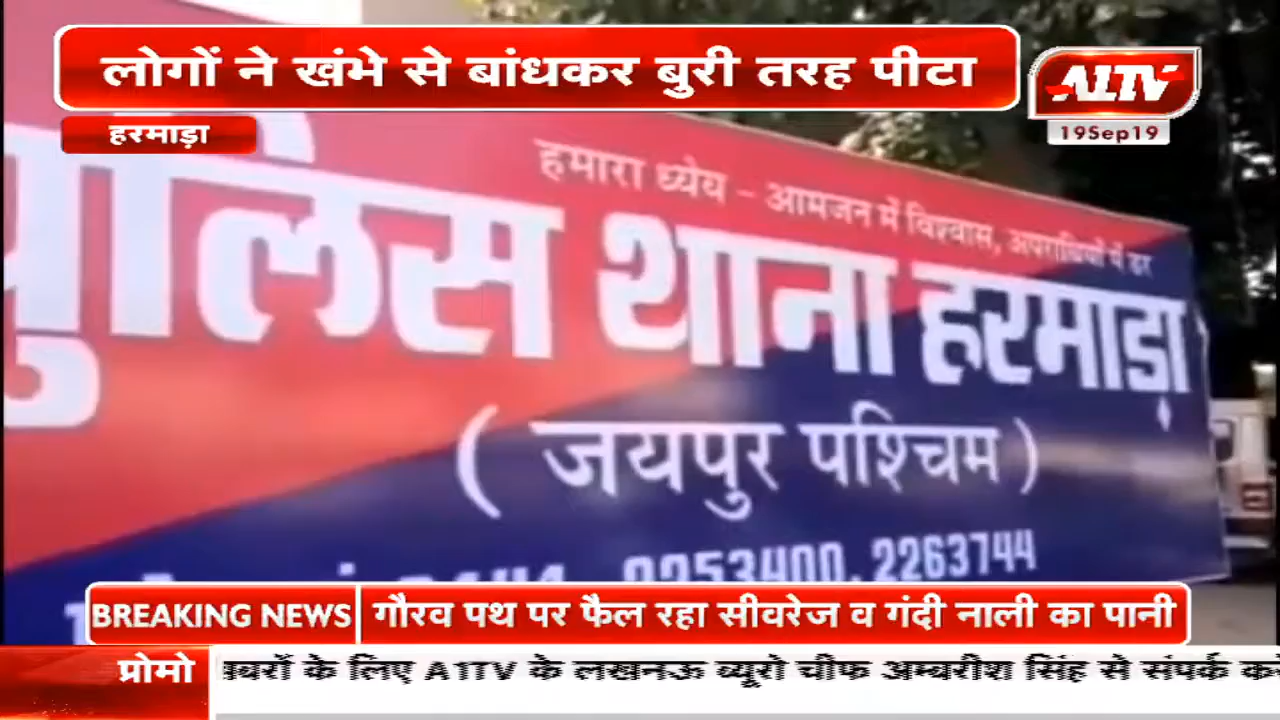 लोगों ने खंभे से बांधकर बुरी तरह पीटा
A1TV
19Sep19
हरमाड़ा
हमारा ध्येय - आमजन में विश्वास, अपराधियों में डर
पुलिस थाना हरमाड़ा
( जयपुर पश्चिम )
2253400, 2263744
BREAKING NEWS
गौरव पथ पर फैल रहा सीवरेज व गंदी नाली का पानी
प्रोमो
के लिए A1TV के लखनऊ ब्यूरो चीफ अम्बरीश सिंह से संपर्क